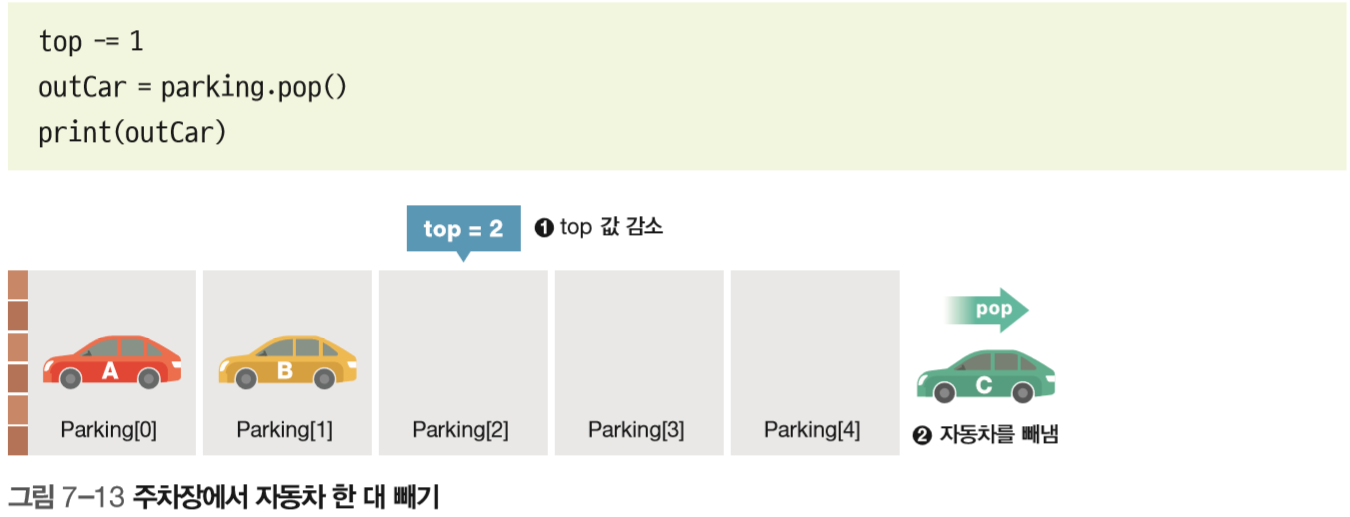 top -= 1
outCar = parking.pop()
print(outCar)
top = 2 ❶ top 값 감소
pop
A B C
Parking[0] Parking[1] Parking[2] Parking[3] Parking[4] ❷ 자동차를 빼냄
그림 7-13 주차장에서 자동차 한 대 빼기